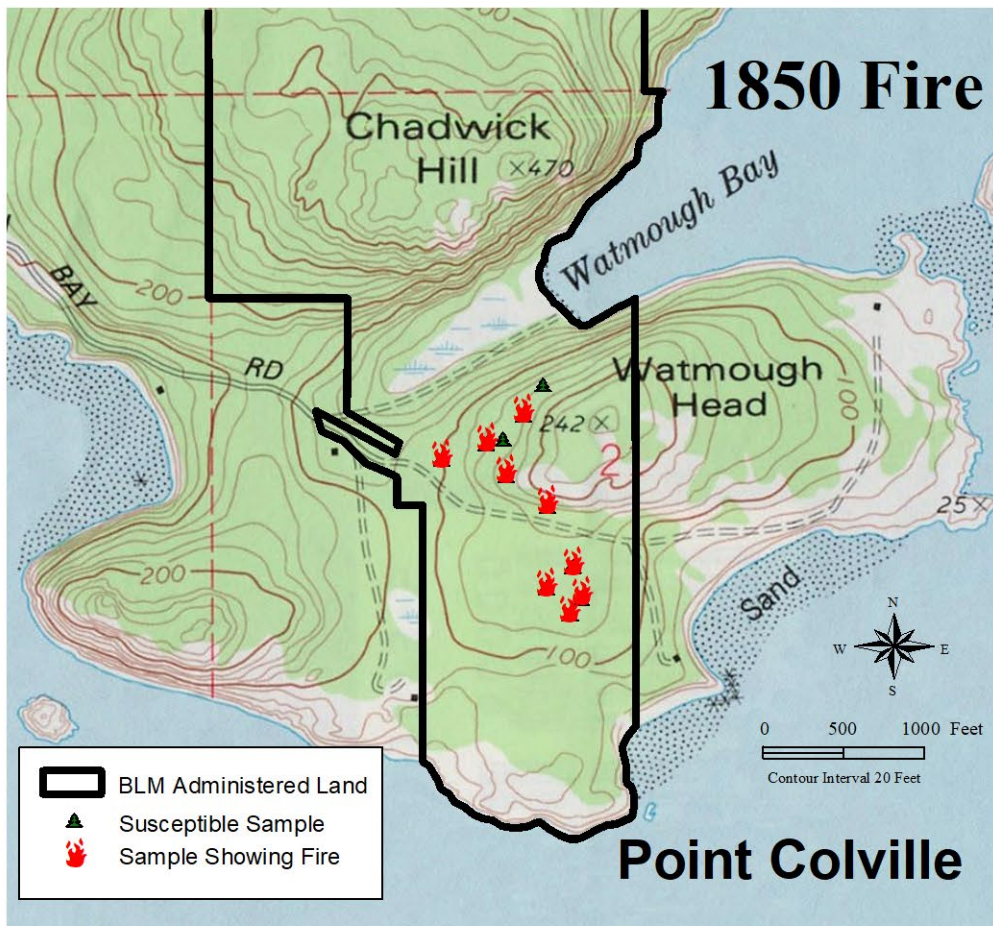 1850 Fire
Chadwick
Hill
×470
Watmough Bay
BAY
200
RD
Watmough
Head
100
242 ×
2
25×
200
Sand
100
N
W
E
S
0 500 1000 Feet
Contour Interval 20 Feet
BLM Administered Land
Susceptible Sample
Sample Showing Fire
Point Colville